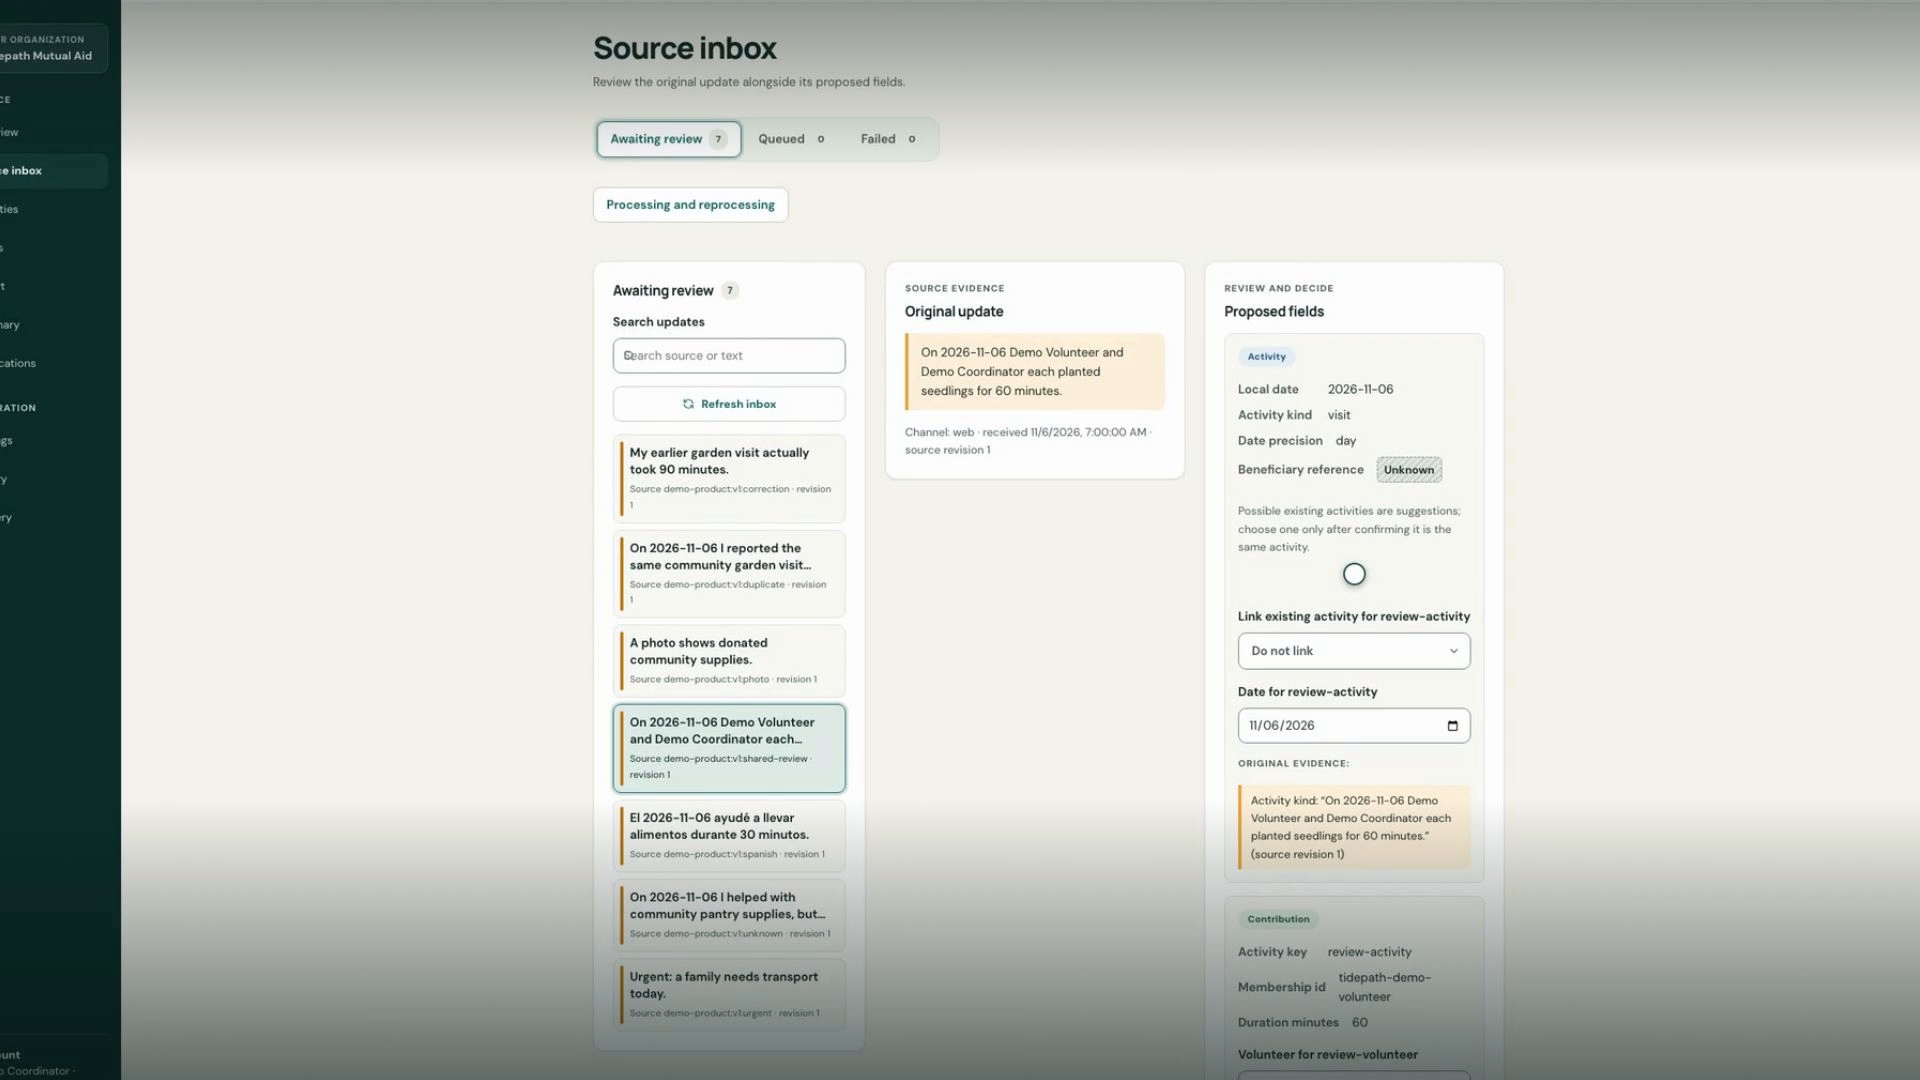 R ORGANIZATION
epath Mutual Aid
CE
iew
ce inbox
ties
s
t
nary
cations
RATION
gs
y
ery
ount
o Coordinator ·
Source inbox
Review the original update alongside its proposed fields.
Awaiting review 7
Queued 0
Failed 0
Processing and reprocessing
Awaiting review 7
Search updates
Search source or text
Refresh inbox
My earlier garden visit actually
took 90 minutes.
Source demo-product:v1:correction · revision
1
On 2026-11-06 I reported the
same community garden visit…
Source demo-product:v1:duplicate · revision
1
A photo shows donated
community supplies.
Source demo-product:v1:photo · revision 1
On 2026-11-06 Demo Volunteer
and Demo Coordinator each…
Source demo-product:v1:shared-review ·
revision 1
El 2026-11-06 ayudé a llevar
alimentos durante 30 minutos.
Source demo-product:v1:spanish · revision 1
On 2026-11-06 I helped with
community pantry supplies, but…
Source demo-product:v1:unknown · revision 1
Urgent: a family needs transport
today.
Source demo-product:v1:urgent · revision 1
SOURCE EVIDENCE
Original update
On 2026-11-06 Demo Volunteer and
Demo Coordinator each planted
seedlings for 60 minutes.
Channel: web · received 11/6/2026, 7:00:00 AM ·
source revision 1
REVIEW AND DECIDE
Proposed fields
Activity
Local date 2026-11-06
Activity kind visit
Date precision day
Beneficiary reference Unknown
Possible existing activities are suggestions;
choose one only after confirming it is the
same activity.
Link existing activity for review-activity
Do not link
Date for review-activity
11/06/2026
ORIGINAL EVIDENCE:
Activity kind: “On 2026-11-06 Demo
Volunteer and Demo Coordinator each
planted seedlings for 60 minutes.”
(source revision 1)
Contribution
Activity key review-activity
Membership id tidepath-demo-
volunteer
Duration minutes 60
Volunteer for review-volunteer